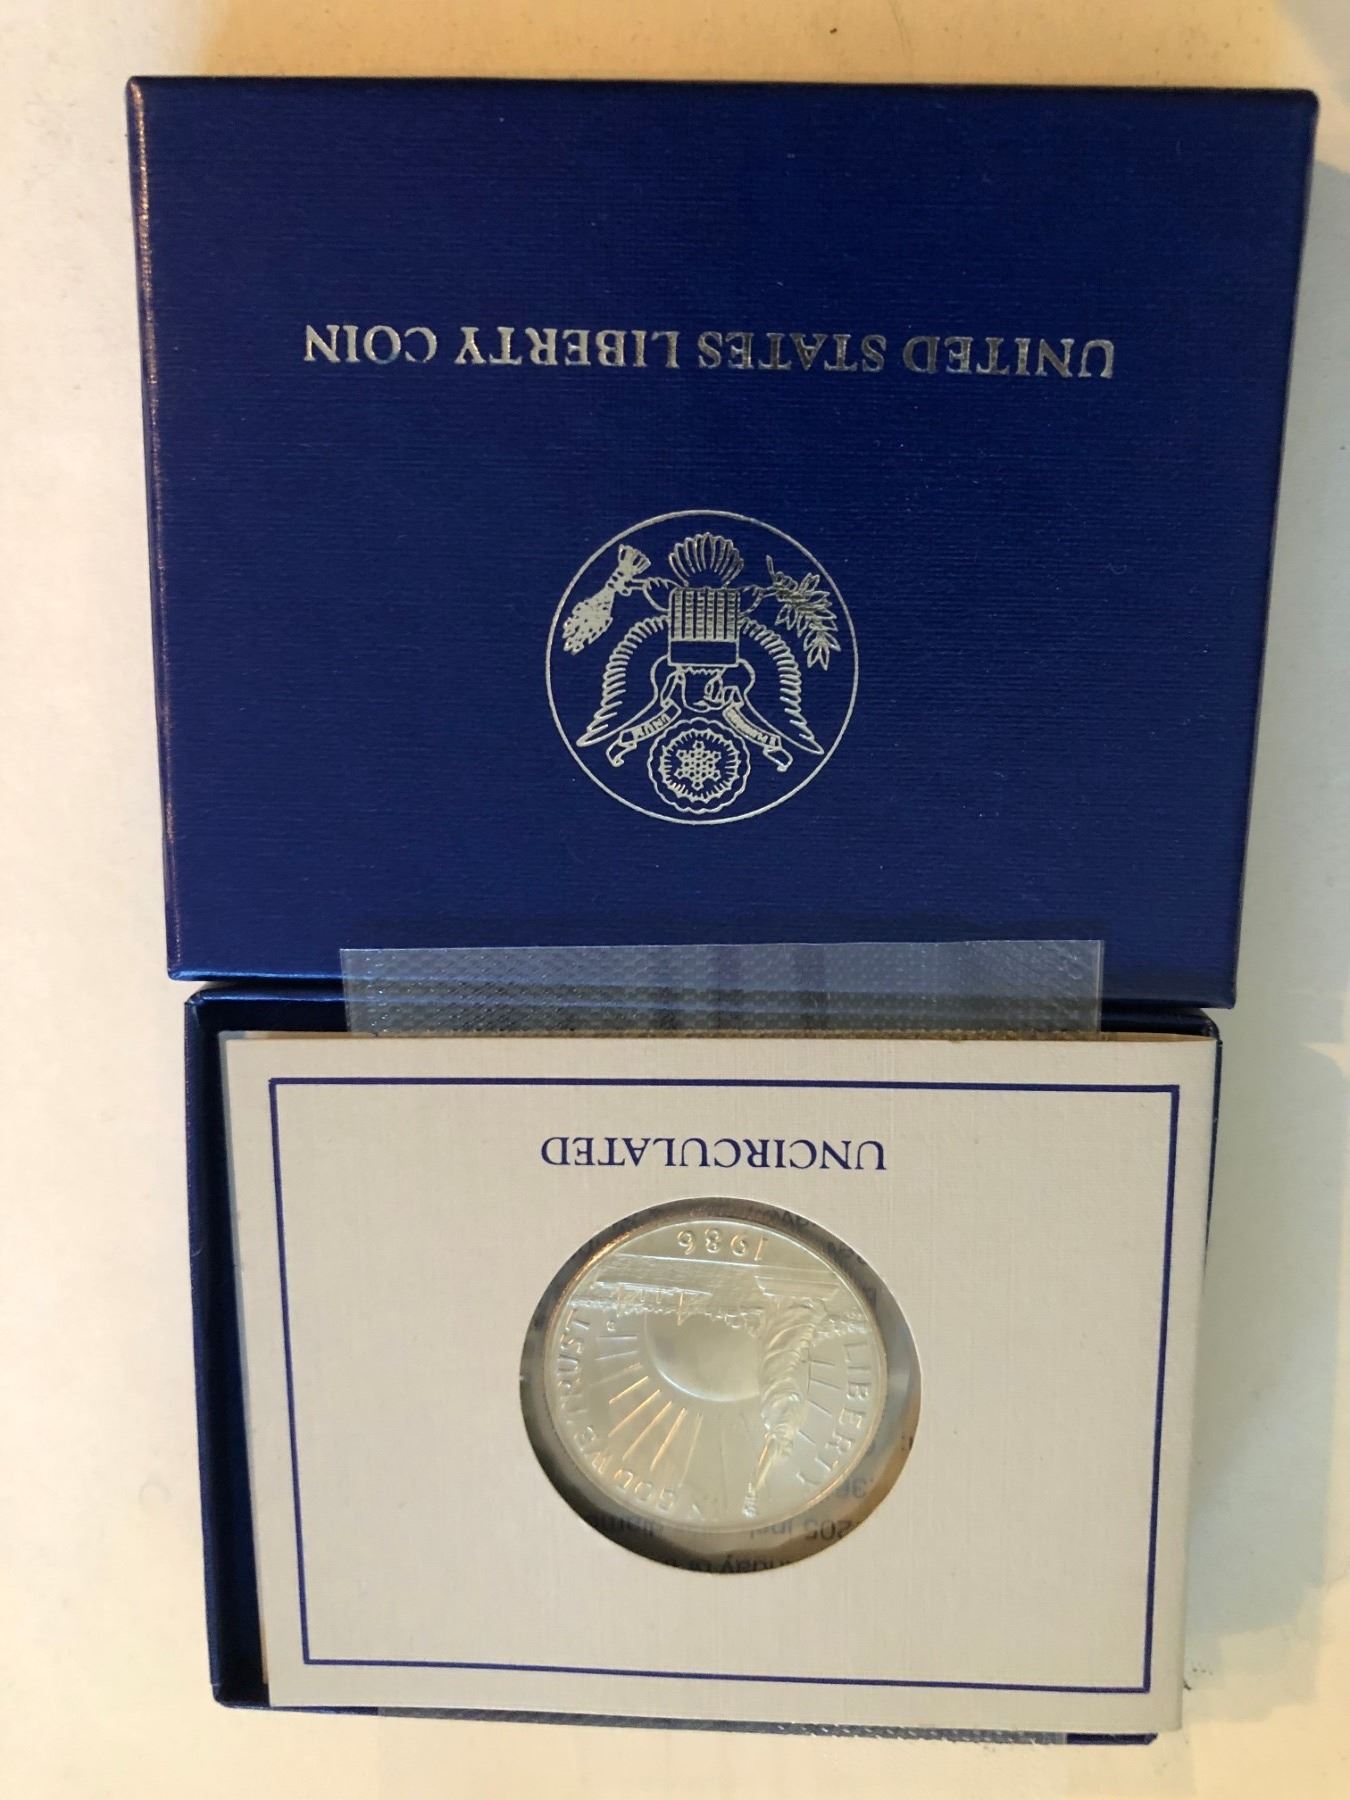 UNITED STATES LIBERTY COIN
UNCIRCULATED
LIBERTY
IN GOD WE TRUST
1986